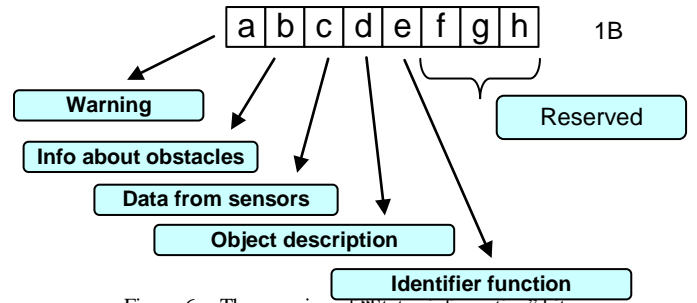 a b c d e f g h 1B
Warning
Reserved
Info about obstacles
Data from sensors
Object description
Identifier function